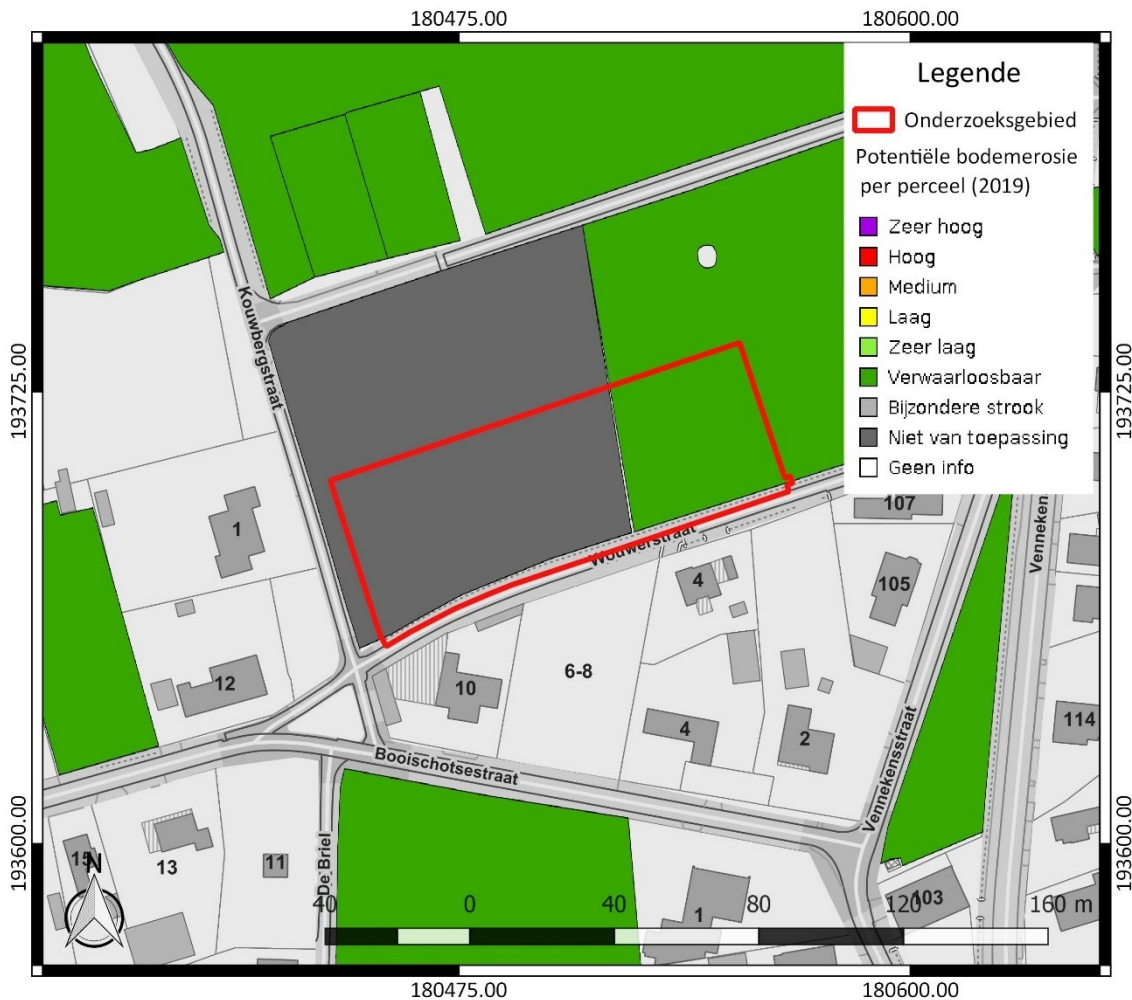 180475.00
180600.00
Legende
Onderzoeksgebied
Potentiële bodemerosie
per perceel (2019)
Zeer hoog
Hoog
Medium
Laag
Zeer laag
Verwaarloosbaar
Bijzondere strook
Niet van toepassing
Geen info
193725.00
193725.00
Kouwbergstraat
1
107
Wouwerstraat
Venneken
4
105
12
10
6-8
4
2
114
Booischotsestraat
Vennekensstraat
193600.00
193600.00
15
13
11
De Briel
1
103
N
40
0
40
80
120
160 m
180475.00
180600.00